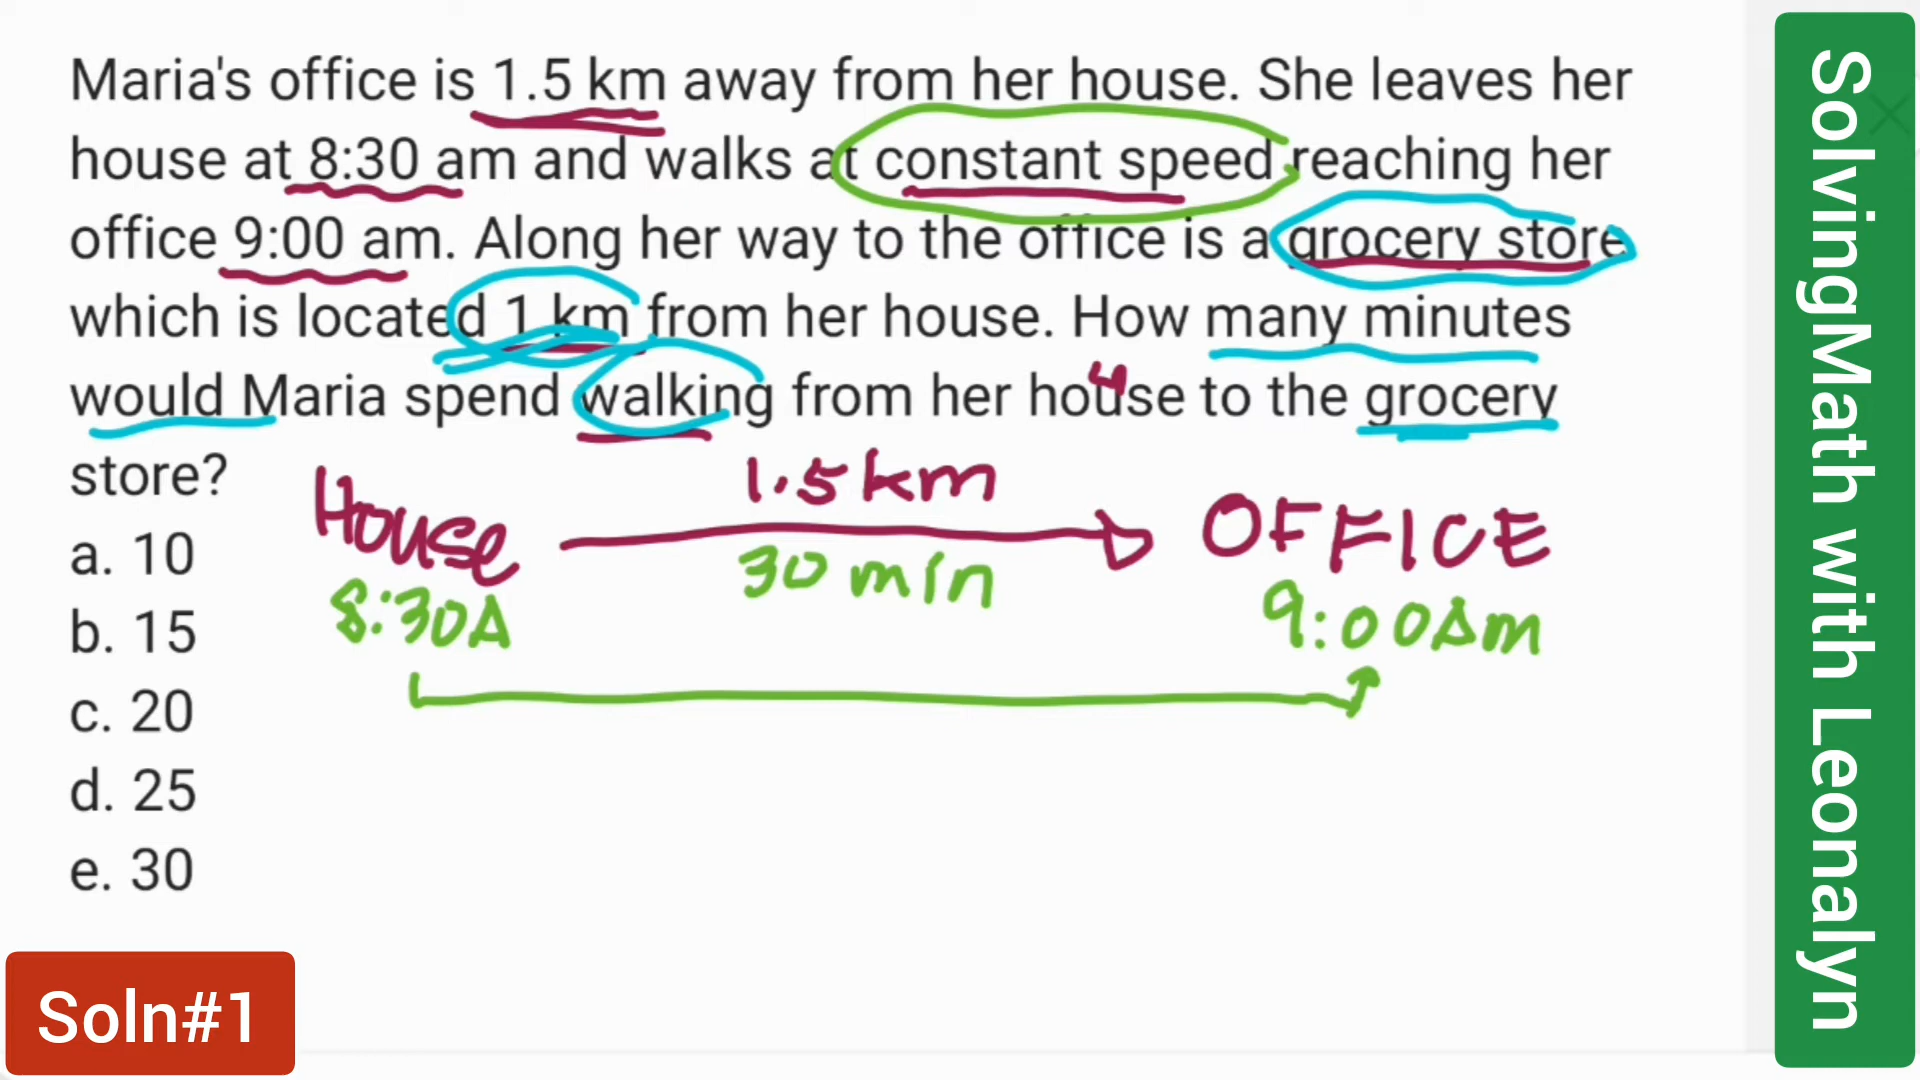 Maria's office is 1.5 km away from her house. She leaves her
house at 8:30 am and walks at constant speed reaching her
office 9:00 am. Along her way to the office is a grocery store
which is located 1 km from her house. How many minutes
would Maria spend walking from her house to the grocery
store?
4
1.5 km
HOUSE
OFFICE
30 min
8:30A
9:00Am
a. 10
b. 15
c. 20
d. 25
e. 30
Soln#1
SolvingMath with Leonalyn